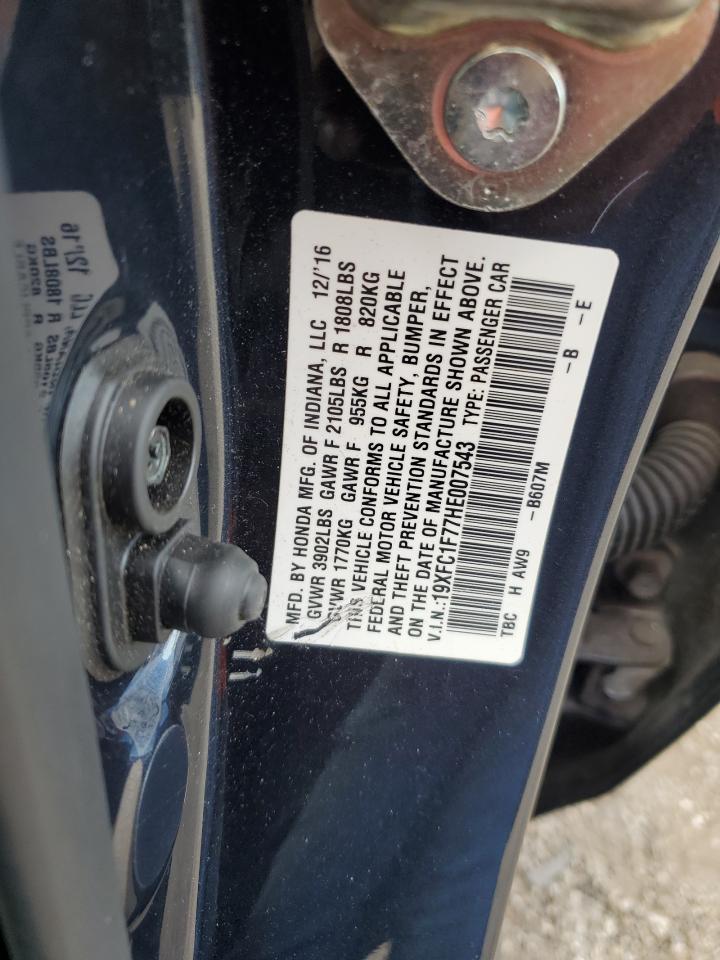 MFD. BY HONDA MFG. OF INDIANA, LLC 12/'16
GVWR 3902LBS GAWR F 2105LBS R 1808LBS
GVWR 1770KG GAWR F 955KG R 820KG
THIS VEHICLE CONFORMS TO ALL APPLICABLE
FEDERAL MOTOR VEHICLE SAFETY, BUMPER,
AND THEFT PREVENTION STANDARDS IN EFFECT
ON THE DATE OF MANUFACTURE SHOWN ABOVE.
V.I.N.:19XFC1F77HE007543 TYPE: PASSENGER CAR
TBC H AW9 -B607M -B -E